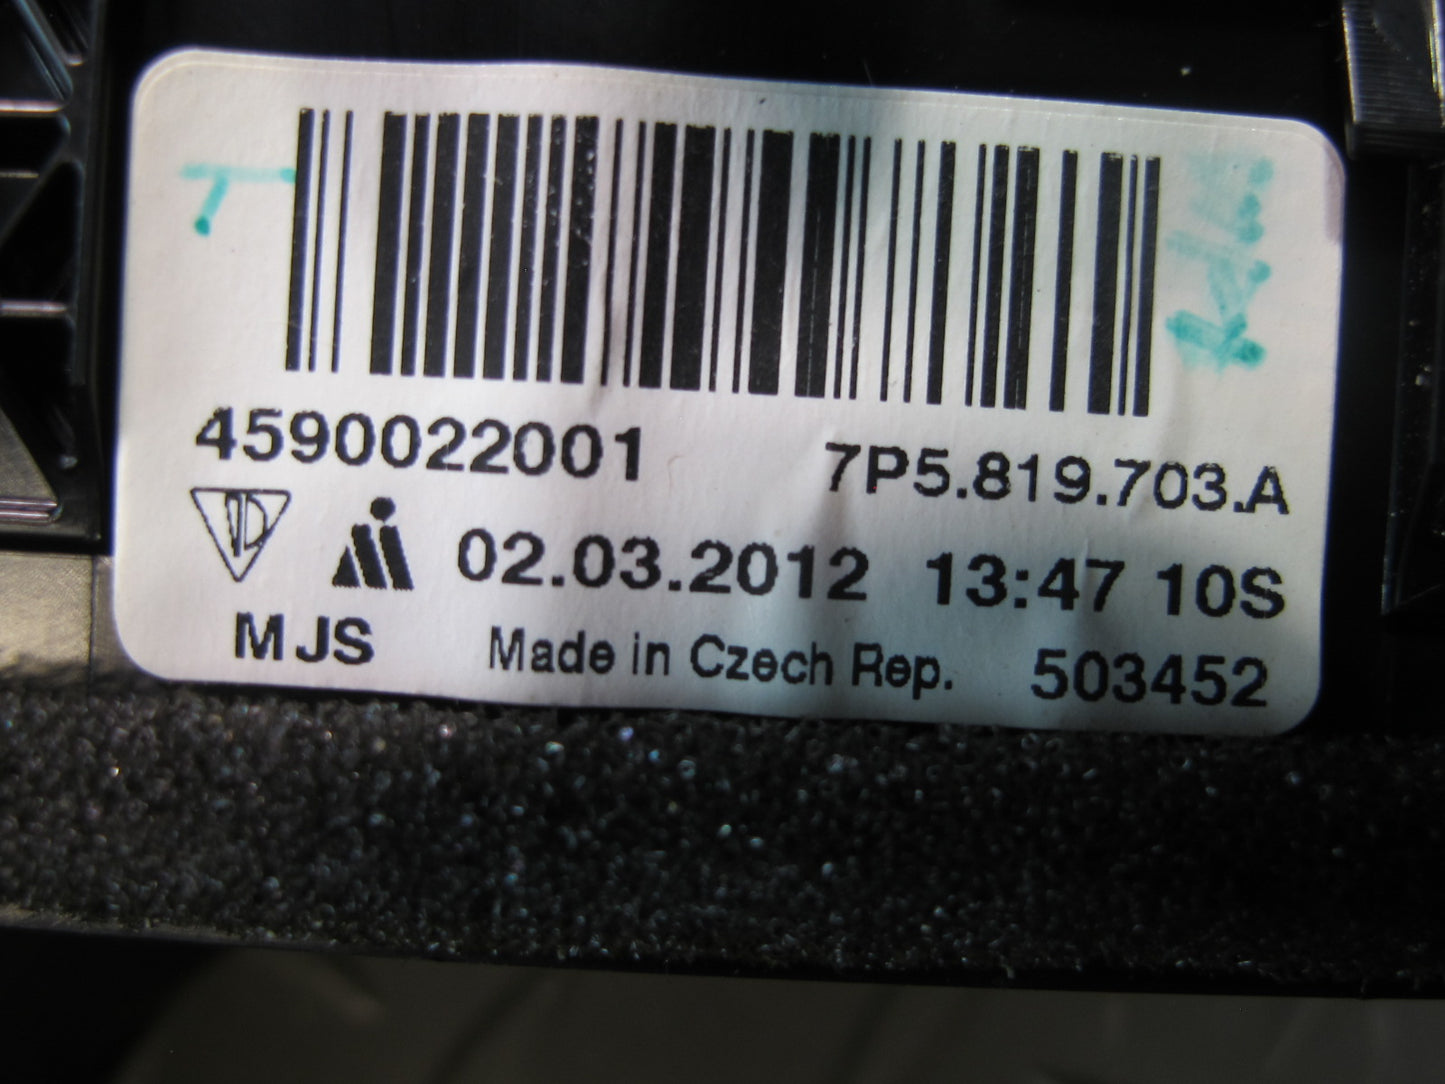 4590022001 7P5.819.703.A
02.03.2012 13:47 10S
MJS Made in Czech Rep. 503452